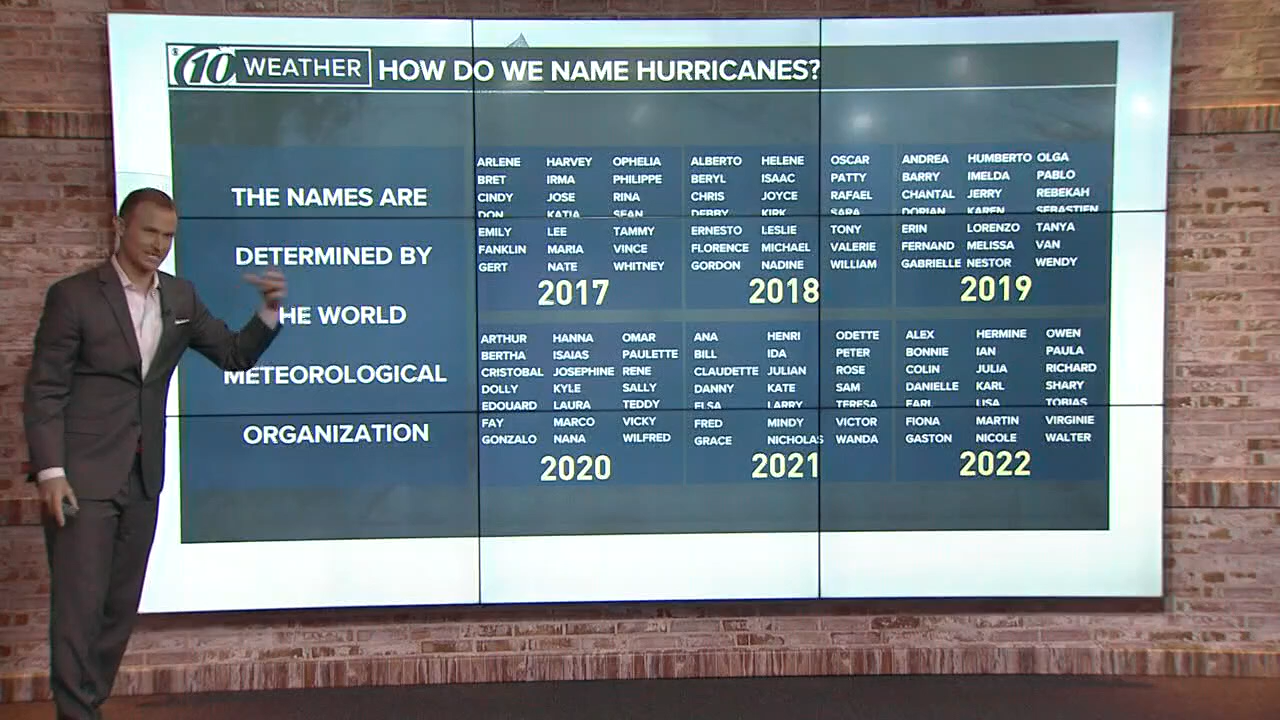 10 WEATHER HOW DO WE NAME HURRICANES?
THE NAMES ARE
DETERMINED BY
HE WORLD
METEOROLOGICAL
ORGANIZATION
ARLENE HARVEY OPHELIA
BRET IRMA PHILIPPE
CINDY JOSE RINA
DON KATIA SEAN
EMILY LEE TAMMY
FANKLIN MARIA VINCE
GERT NATE WHITNEY
2017
ALBERTO HELENE OSCAR
BERYL ISAAC PATTY
CHRIS JOYCE RAFAEL
DEBBY KIRK SARA
ERNESTO LESLIE TONY
FLORENCE MICHAEL VALERIE
GORDON NADINE WILLIAM
2018
ANDREA HUMBERTO OLGA
BARRY IMELDA PABLO
CHANTAL JERRY REBEKAH
DORIAN KAREN SEBASTIEN
ERIN LORENZO TANYA
FERNAND MELISSA VAN
GABRIELLE NESTOR WENDY
2019
ARTHUR HANNA OMAR
BERTHA ISAIAS PAULETTE
CRISTOBAL JOSEPHINE RENE
DOLLY KYLE SALLY
EDOUARD LAURA TEDDY
FAY MARCO VICKY
GONZALO NANA WILFRED
2020
ANA HENRI ODETTE
BILL IDA PETER
CLAUDETTE JULIAN ROSE
DANNY KATE SAM
ELSA LARRY TERESA
FRED MINDY VICTOR
GRACE NICHOLAS WANDA
2021
ALEX HERMINE OWEN
BONNIE IAN PAULA
COLIN JULIA RICHARD
DANIELLE KARL SHARY
EARL LISA TOBIAS
FIONA MARTIN VIRGINIE
GASTON NICOLE WALTER
2022